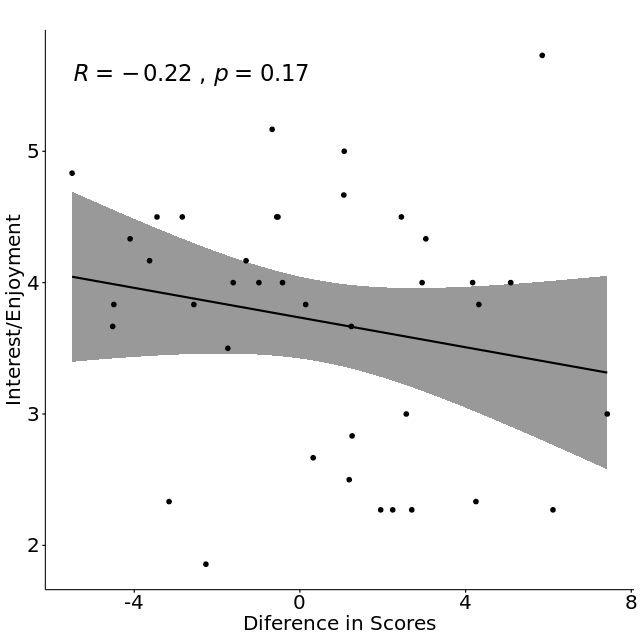 R = −0.22 , p = 0.17
5
4
3
2
Interest/Enjoyment
-4 0 4 8
Diference in Scores